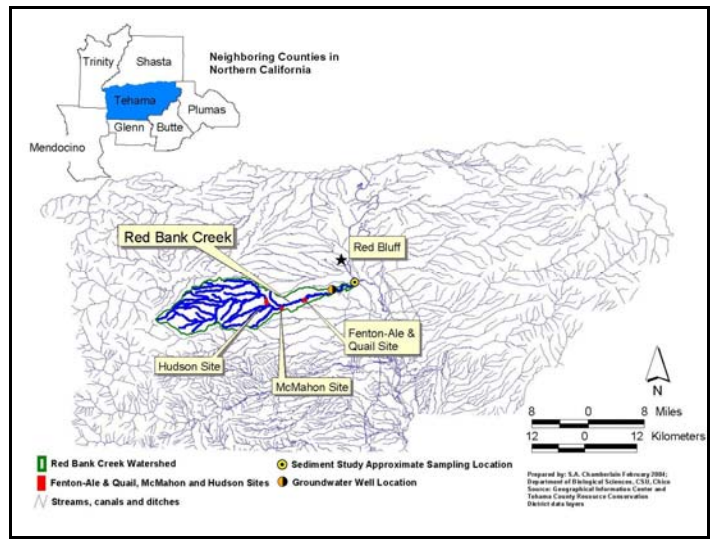 Neighboring Counties in
Northern California
Trinity
Shasta
Tehama
Plumas
Glenn
Butte
Mendocino
Red Bank Creek
Red Bluff
Fenton-Ale &
Quail Site
Hudson Site
McMahon Site
N
8 0 8 Miles
12 0 12 Kilometers
Red Bank Creek Watershed
Fenton-Ale & Quail, McMahon and Hudson Sites
Streams, canals and ditches
Sediment Study Approximate Sampling Location
Groundwater Well Location
Prepared by: S.A. Chamberlain February 2004;
Department of Biological Sciences, CSU, Chico
Source: Geographical Information Center and
Tehama County Resource Conservation
District data layers